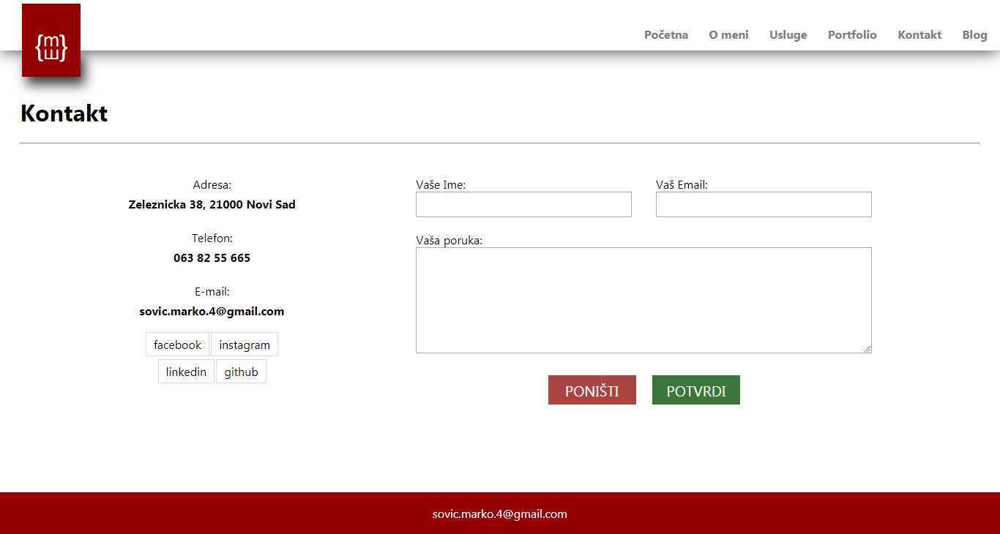 Početna O meni Usluge Portfolio Kontakt Blog
Kontakt
Adresa:
Zeleznicka 38, 21000 Novi Sad
Telefon:
063 82 55 665
E-mail:
sovic.marko.4@gmail.com
facebook instagram
linkedin github
Vaše Ime: Vaš Email:
Vaša poruka:
PONIŠTI POTVRDI
sovic.marko.4@gmail.com